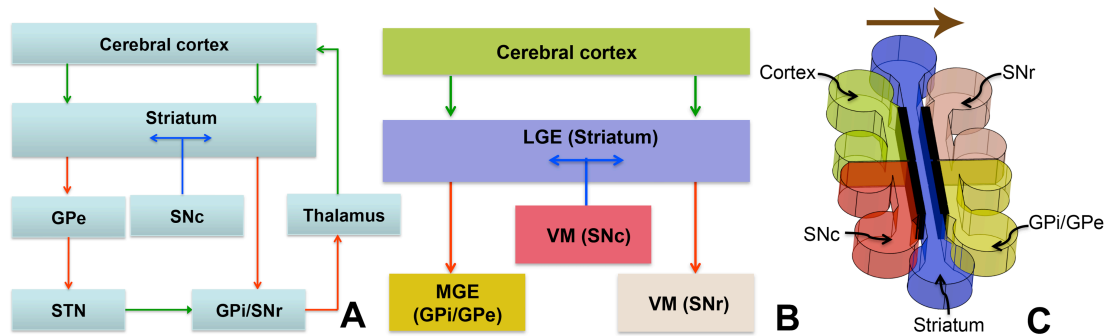 Cerebral cortex
Striatum
GPe
SNc
Thalamus
STN
GPi/SNr
A
Cerebral cortex
LGE (Striatum)
VM (SNc)
MGE
(GPi/GPe)
VM (SNr)
B
Cortex
SNr
SNc
GPi/GPe
Striatum
C